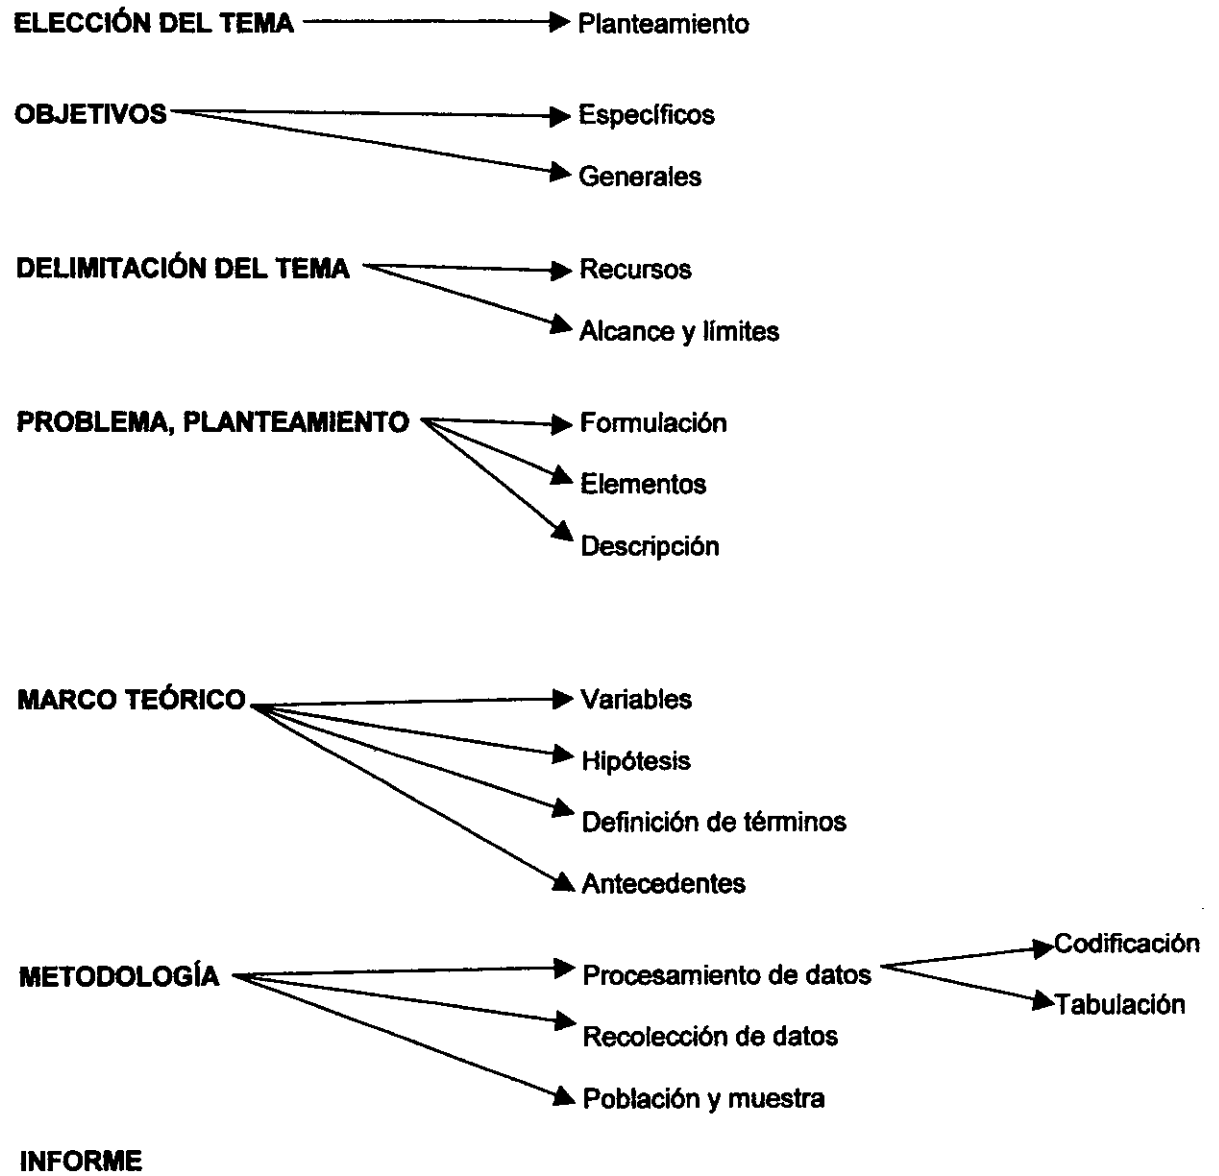 ELECCIÓN DEL TEMA Planteamiento
OBJETIVOS Específicos
Generales
DELIMITACIÓN DEL TEMA Recursos
Alcance y límites
PROBLEMA, PLANTEAMIENTO Formulación
Elementos
Descripción
MARCO TEÓRICO Variables
Hipótesis
Definición de términos
Antecedentes
METODOLOGÍA Procesamiento de datos Codificación
Tabulación
Recolección de datos
Población y muestra
INFORME